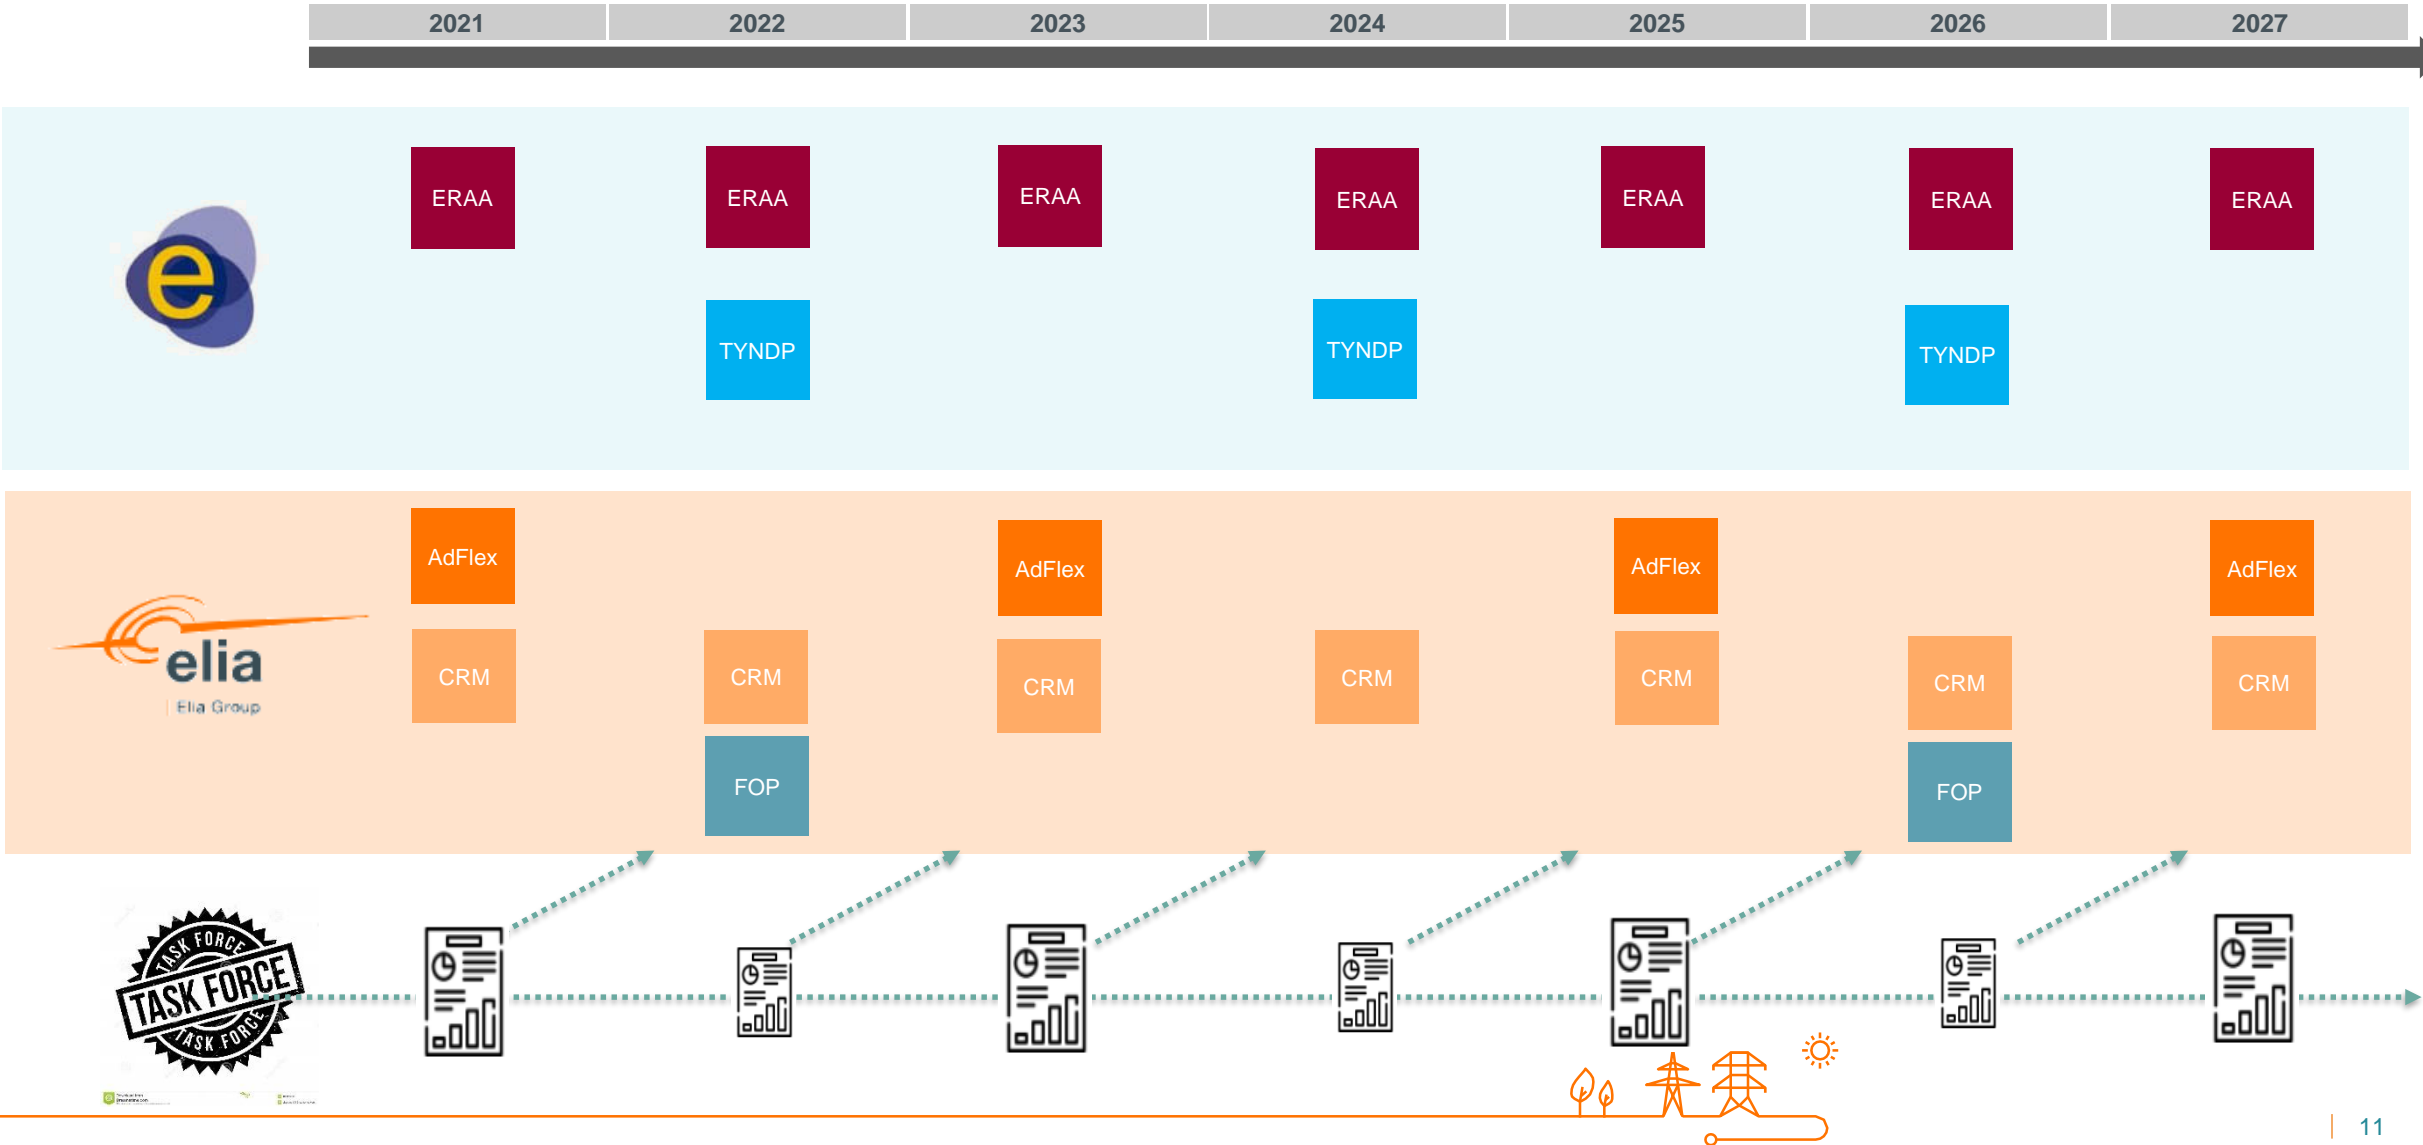 2021 2022 2023 2024 2025 2026 2027
ERAA ERAA ERAA ERAA ERAA ERAA ERAA
e
TYNDP TYNDP TYNDP
AdFlex AdFlex AdFlex AdFlex
elia
Elia Group
CRM CRM CRM CRM CRM CRM CRM
FOP FOP
TASK FORCE
TASK FORCE
TASK FORCE
11